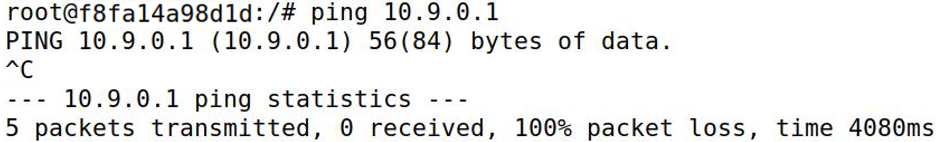 root@f8fa14a98d1d:/# ping 10.9.0.1
PING 10.9.0.1 (10.9.0.1) 56(84) bytes of data.
^C
--- 10.9.0.1 ping statistics ---
5 packets transmitted, 0 received, 100% packet loss, time 4080ms